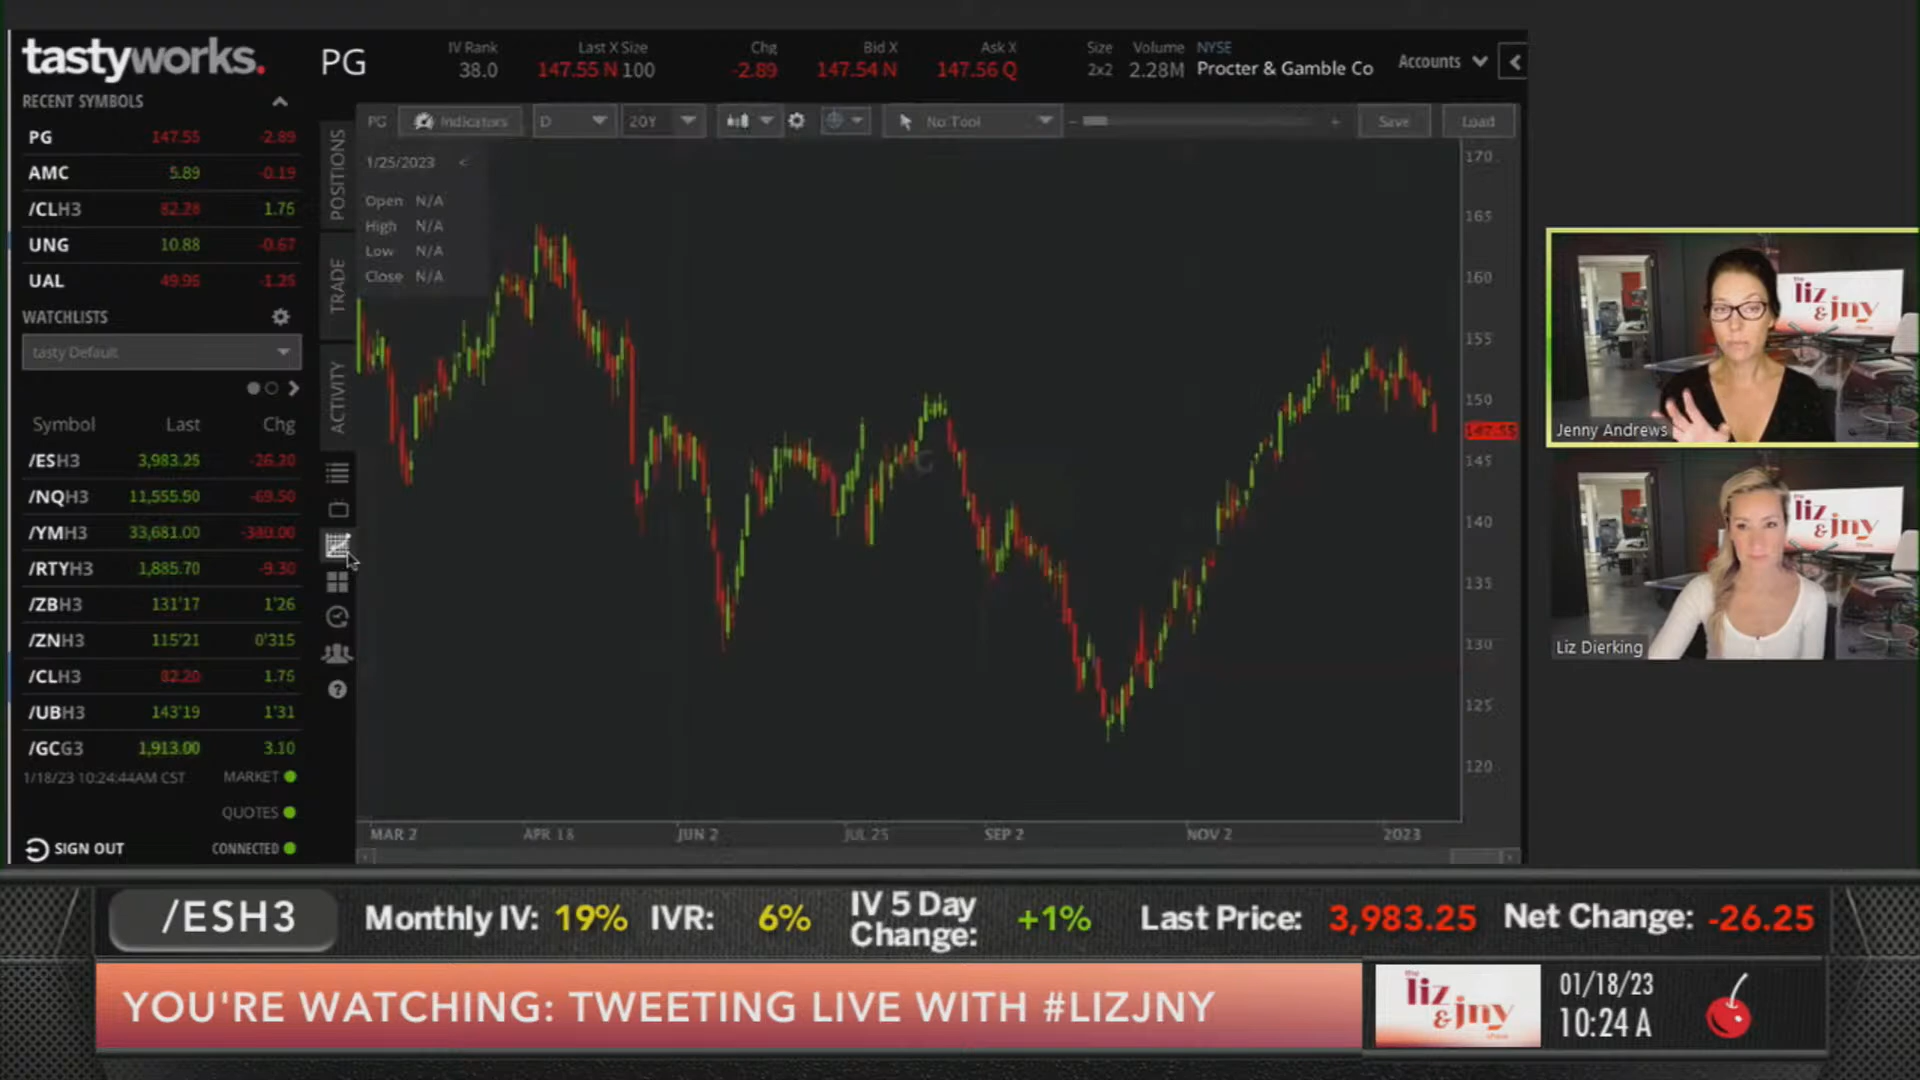 tastyworks.
PG
IV Rank
38.0
Last X Size
147.55 N 100
Chg
-2.89
Bid X
147.54 N
Ask X
147.56 Q
Size
2x2
Volume
2.28M
NYSE
Procter & Gamble Co
Accounts
RECENT SYMBOLS
PG 147.55 -2.89
AMC 5.89 -0.19
/CLH3 82.28 1.75
UNG 10.88 -0.67
UAL 49.95 -1.25
WATCHLISTS
tasty Default
Symbol Last Chg
/ESH3 3,983.25 -26.20
/NQH3 11,555.50 -69.50
/YMH3 33,681.00 -380.00
/RTYH3 1,885.70 -9.30
/ZBH3 131'17 1'26
/ZNH3 115'21 0'315
/CLH3 82.20 1.75
/UBH3 143'19 1'31
/GCG3 1,913.00 3.10
1/18/23 10:24:44AM CST MARKET
QUOTES
SIGN OUT CONNECTED
POSITIONS
TRADE
ACTIVITY
PG Indicators D 20Y No Tool - + Save Load
1/25/2023 <
Open N/A
High N/A
Low N/A
Close N/A
170
165
160
155
150
147.55
145
140
135
130
125
120
MAR 2 APR 18 JUN 2 JUL 25 SEP 2 NOV 2 2023
liz
& jny
Jenny Andrews
liz
& jny
Liz Dierking
/ESH3 Monthly IV: 19% IVR: 6% IV 5 Day Change: +1% Last Price: 3,983.25 Net Change: -26.25
YOU'RE WATCHING: TWEETING LIVE WITH #LIZJNY
the
liz
& jny
show
01/18/23
10:24 A